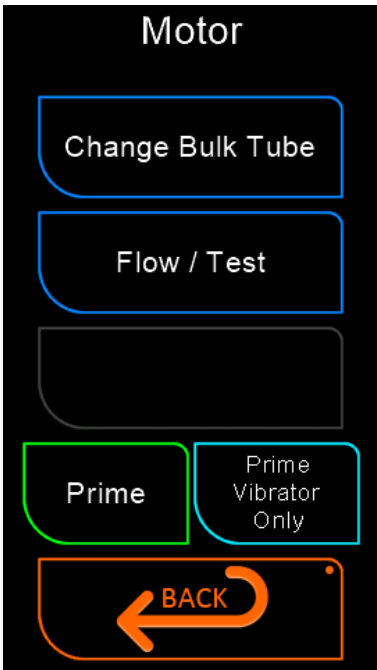 Motor
Change Bulk Tube
Flow / Test
Prime
Prime
Vibrator
Only
BACK